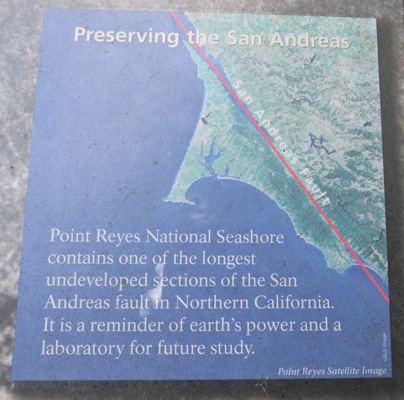 Preserving the San Andreas
San Andreas Fault
Point Reyes National Seashore
contains one of the longest
undeveloped sections of the San
Andreas fault in Northern California.
It is a reminder of earth's power and a
laboratory for future study.
Point Reyes Satellite Image